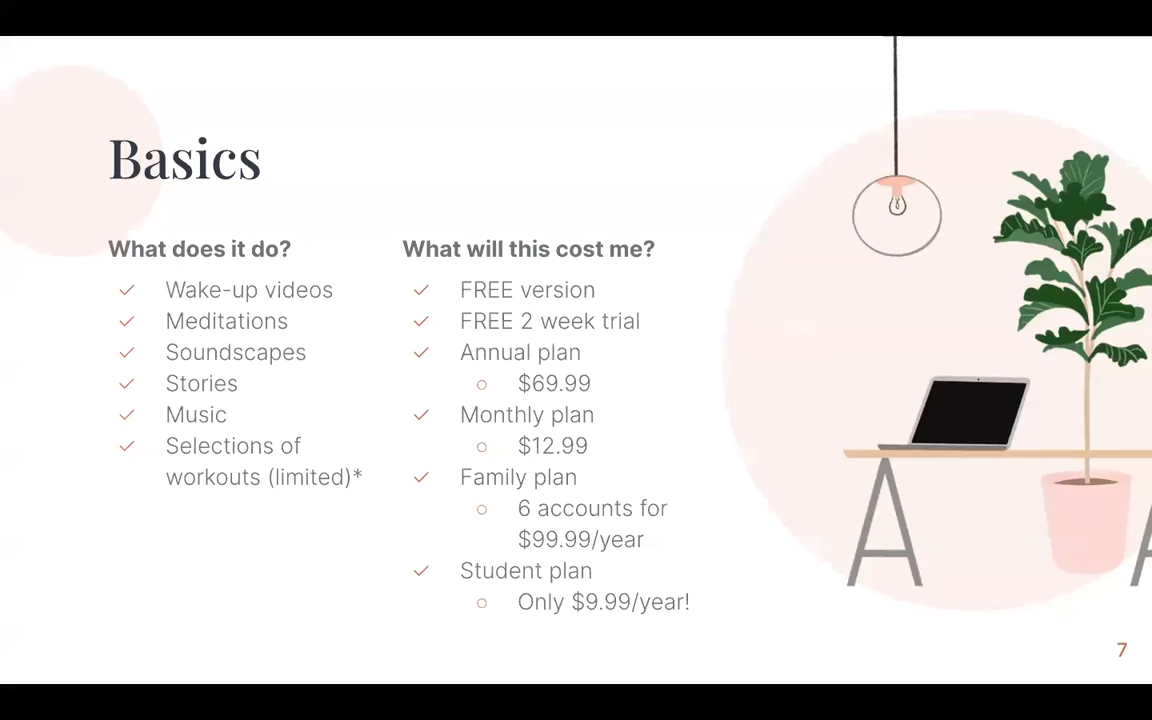 Basics
What does it do?
Wake-up videos
Meditations
Soundscapes
Stories
Music
Selections of
workouts (limited)*
What will this cost me?
FREE version
FREE 2 week trial
Annual plan
$69.99
Monthly plan
$12.99
Family plan
6 accounts for
$99.99/year
Student plan
Only $9.99/year!
7